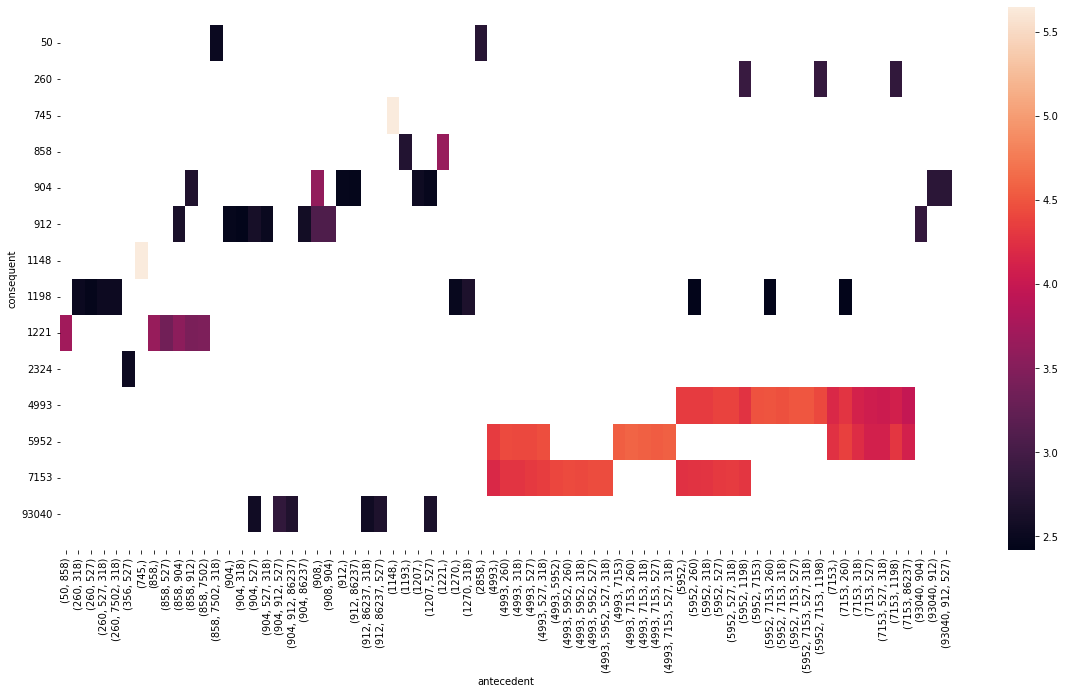 50
260
745
858
904
912
1148
1198
1221
2324
4993
5952
7153
93040
consequent
(50, 858)
(260, 318)
(260, 527)
(260, 527, 318)
(260, 7502, 318)
(356, 527)
(745,)
(858,)
(858, 527)
(858, 904)
(858, 912)
(858, 7502)
(858, 7502, 318)
(904,)
(904, 318)
(904, 527)
(904, 527, 318)
(904, 912, 527)
(904, 912, 86237)
(904, 86237)
(908,)
(908, 904)
(912,)
(912, 86237)
(912, 86237, 318)
(912, 86237, 527)
(1148,)
(1193,)
(1207,)
(1207, 527)
(1221,)
(1270,)
(1270, 318)
(2858,)
(4993,)
(4993, 260)
(4993, 318)
(4993, 527)
(4993, 527, 318)
(4993, 5952)
(4993, 5952, 260)
(4993, 5952, 318)
(4993, 5952, 527)
(4993, 5952, 527, 318)
(4993, 7153)
(4993, 7153, 260)
(4993, 7153, 318)
(4993, 7153, 527)
(4993, 7153, 527, 318)
(5952,)
(5952, 260)
(5952, 318)
(5952, 527)
(5952, 527, 318)
(5952, 1198)
(5952, 7153)
(5952, 7153, 260)
(5952, 7153, 318)
(5952, 7153, 527)
(5952, 7153, 527, 318)
(5952, 7153, 1198)
(7153,)
(7153, 260)
(7153, 318)
(7153, 527)
(7153, 527, 318)
(7153, 1198)
(7153, 86237)
(93040, 904)
(93040, 912)
(93040, 912, 527)
antecedent
5.5
5.0
4.5
4.0
3.5
3.0
2.5